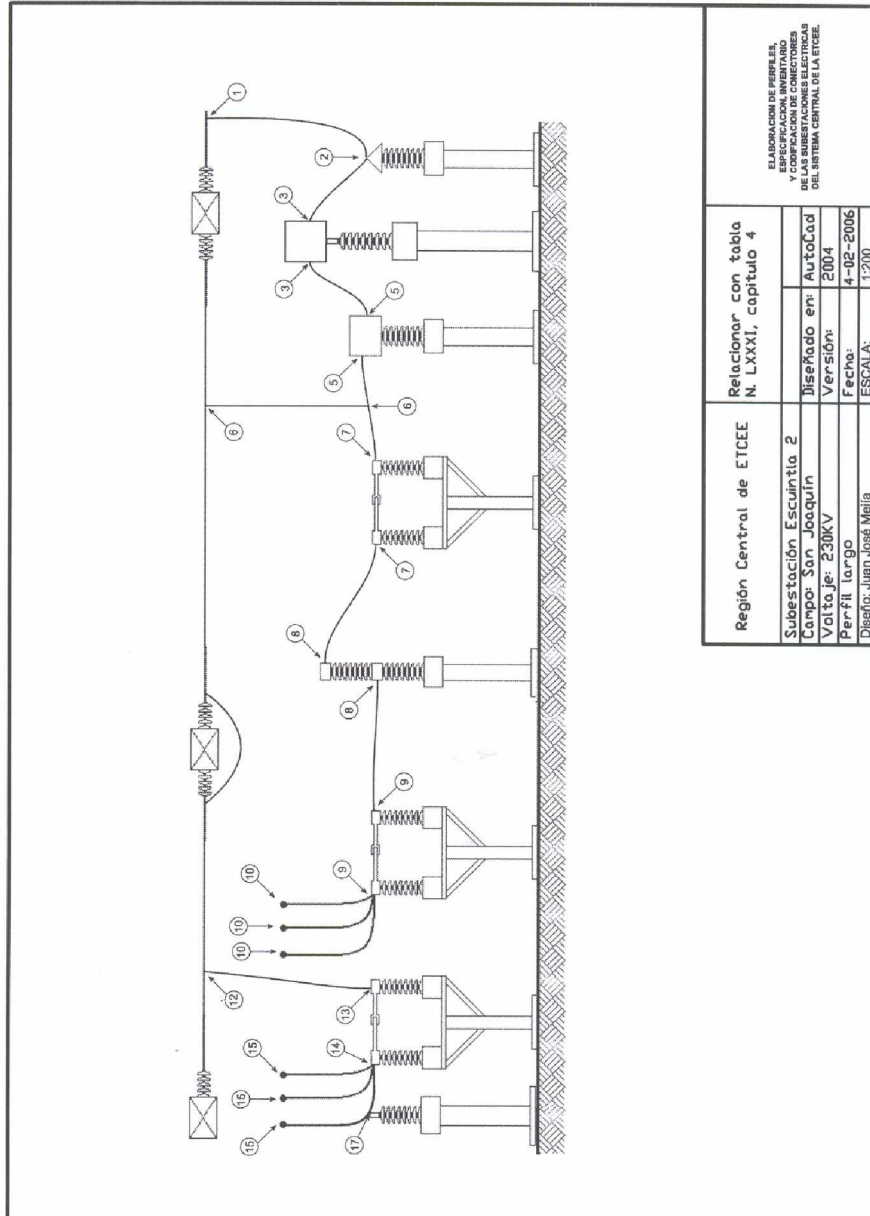 1
2
3
3
5
5
6
6
7
7
8
8
9
9
10
10
10
12
13
14
15
15
15
17
Región Central de ETCEE
Relacionar con tabla
N. LXXXI, capitulo 4
ELABORACION DE PERFILES,
ESPECIFICACION, INVENTARIO
Y CODIFICACION DE CONECTORES
DE LAS SUBESTACIONES ELECTRICAS
DEL SISTEMA CENTRAL DE LA ETCEE.
Subestación Escuintla 2
Campo: San Joaquín
Diseñado en: AutoCad
Voltaje: 230KV
Versión: 2004
Perfil largo
Fecha: 4-02-2006
Diseño: Juan José Mejía
ESCALA: 1:200